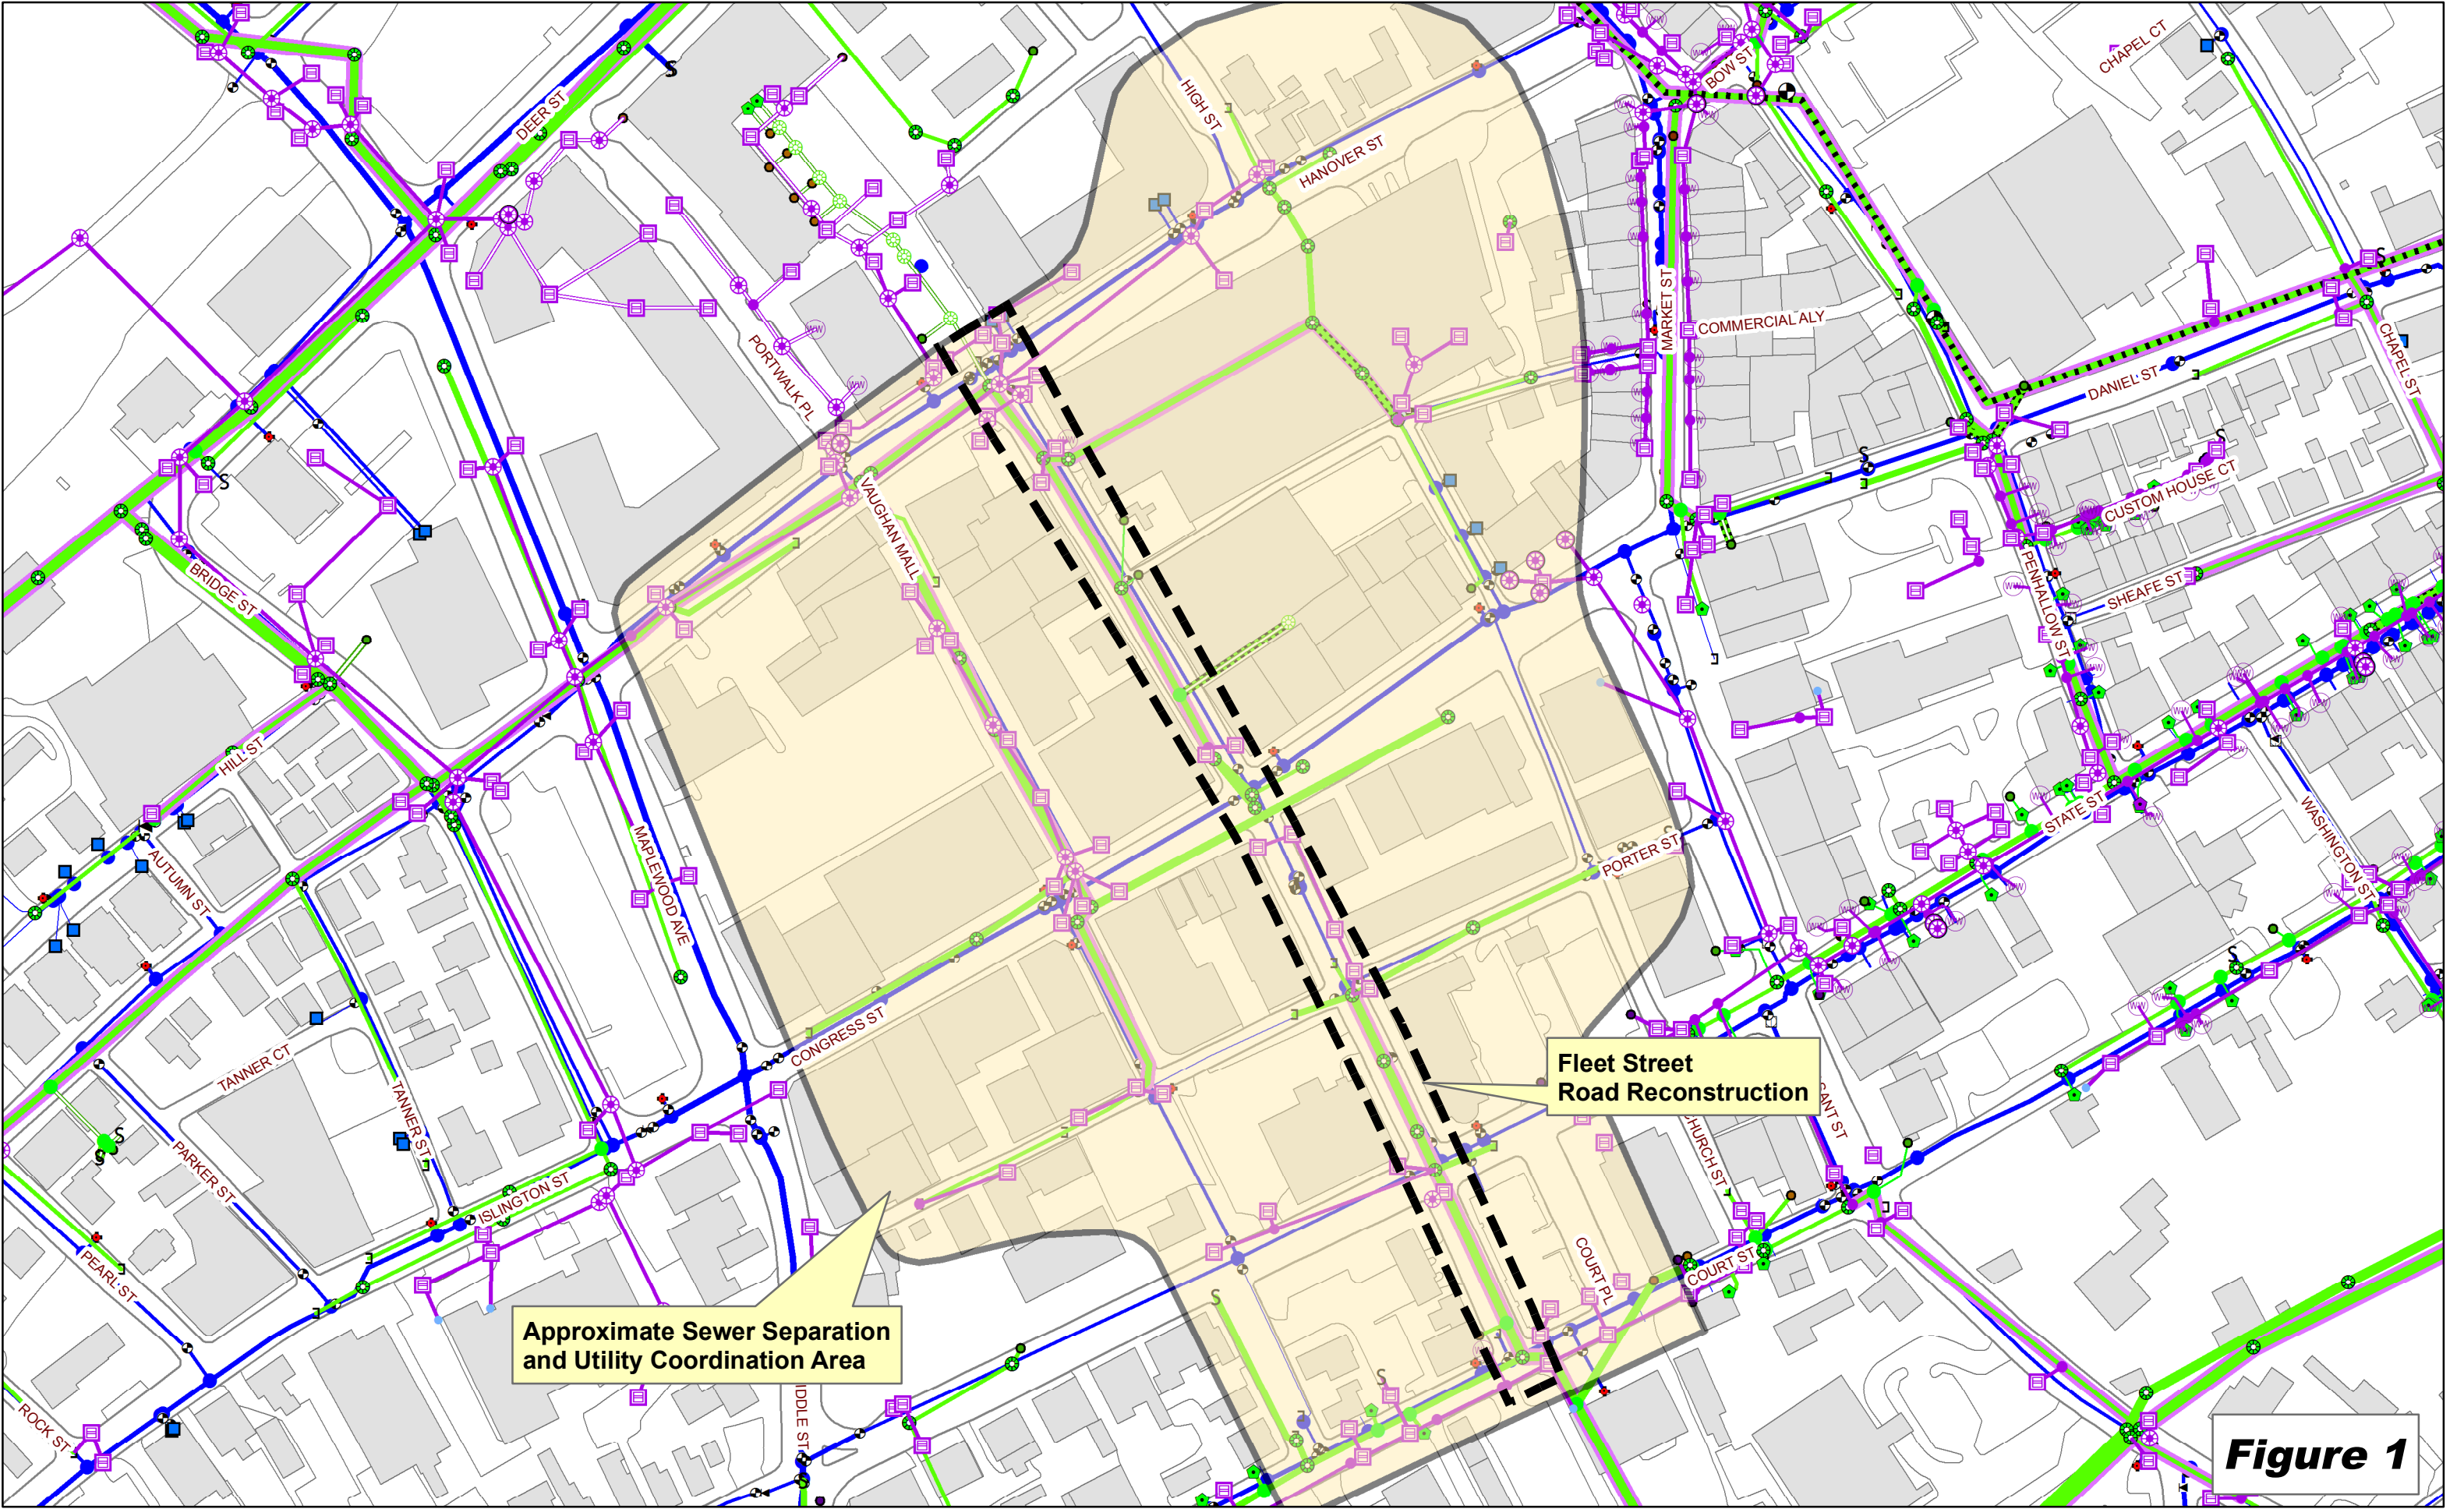 DEER ST
HIGH ST
HANOVER ST
BOW ST
CHAPEL CT
MARKET ST
COMMERCIAL ALY
PORTWALK PL
DANIEL ST
CHAPEL ST
CUSTOM HOUSE CT
VAUGHAN MALL
BRIDGE ST
PENHALLOW ST
SHEAFE ST
HILL ST
STATE ST
WASHINGTON ST
MAPLEWOOD AVE
AUTUMN ST
PORTER ST
CONGRESS ST
TANNER CT
TANNER ST
Fleet Street
Road Reconstruction
SANT ST
CHURCH ST
PARKER ST
ISLINGTON ST
PEARL ST
COURT PL
COURT ST
Approximate Sewer Separation
and Utility Coordination Area
IDDLE ST
ROCK ST
Figure 1